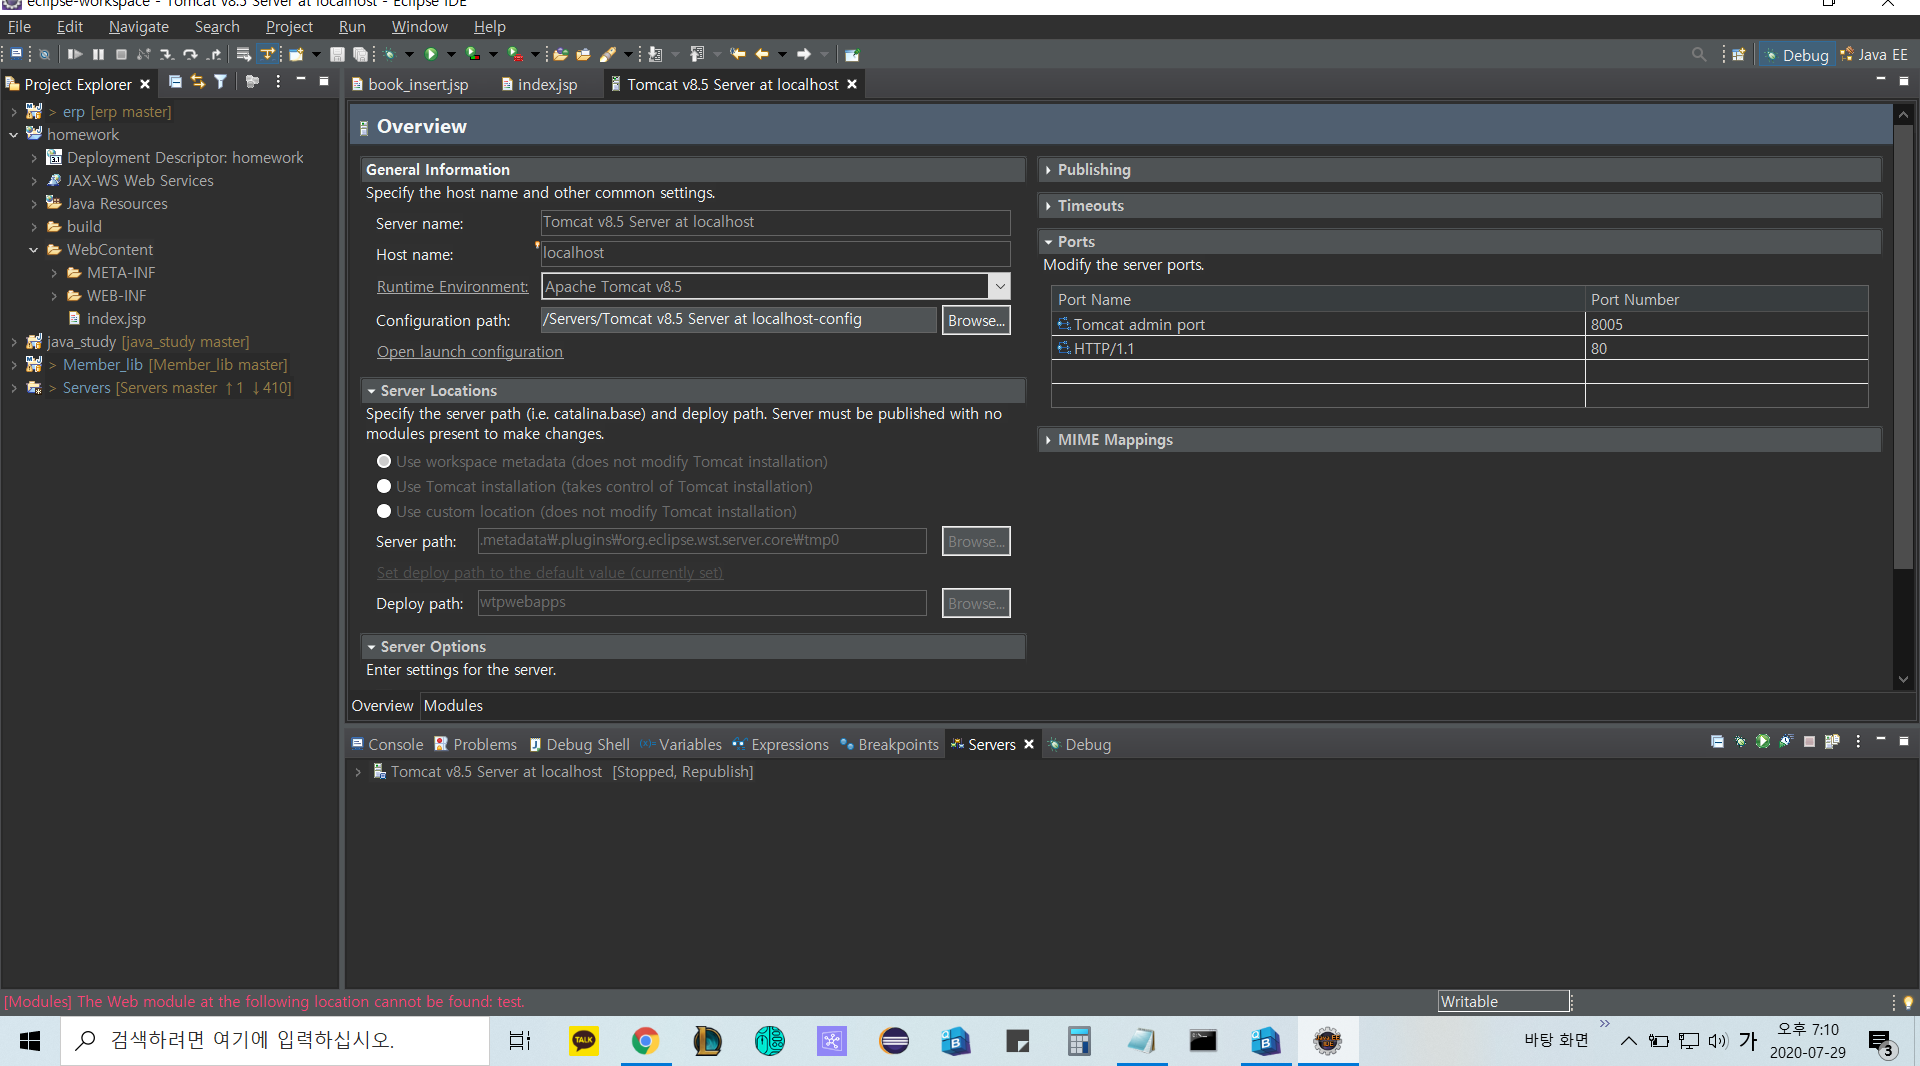 eclipse-workspace - Tomcat v8.5 Server at localhost - Eclipse IDE
File Edit Navigate Search Project Run Window Help
Debug Java EE
Project Explorer
book_insert.jsp index.jsp Tomcat v8.5 Server at localhost
> erp [erp master]
homework
Deployment Descriptor: homework
JAX-WS Web Services
Java Resources
build
WebContent
META-INF
WEB-INF
index.jsp
java_study [java_study master]
> Member_lib [Member_lib master]
> Servers [Servers master ↑1 ↓410]
Overview
General Information
Specify the host name and other common settings.
Server name: Tomcat v8.5 Server at localhost
Host name: localhost
Runtime Environment: Apache Tomcat v8.5
Configuration path: /Servers/Tomcat v8.5 Server at localhost-config Browse...
Open launch configuration
Server Locations
Specify the server path (i.e. catalina.base) and deploy path. Server must be published with no
modules present to make changes.
Use workspace metadata (does not modify Tomcat installation)
Use Tomcat installation (takes control of Tomcat installation)
Use custom location (does not modify Tomcat installation)
Server path: .metadata₩.plugins₩org.eclipse.wst.server.core₩tmp0 Browse...
Set deploy path to the default value (currently set)
Deploy path: wtpwebapps Browse...
Server Options
Enter settings for the server.
Publishing
Timeouts
Ports
Modify the server ports.
Port Name Port Number
Tomcat admin port 8005
HTTP/1.1 80
MIME Mappings
Overview Modules
Console Problems Debug Shell Variables Expressions Breakpoints Servers Debug
Tomcat v8.5 Server at localhost [Stopped, Republish]
[Modules] The Web module at the following location cannot be found: test.
Writable
검색하려면 여기에 입력하십시오.
TALK
바탕 화면
가
오후 7:10
2020-07-29
3